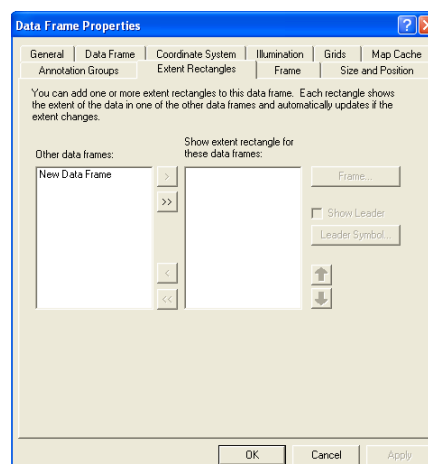 Data Frame Properties
General Data Frame Coordinate System Illumination Grids Map Cache
Annotation Groups Extent Rectangles Frame Size and Position
You can add one or more extent rectangles to this data frame. Each rectangle shows
the extent of the data in one of the other data frames and automatically updates if the
extent changes.
Other data frames:
Show extent rectangle for
these data frames:
New Data Frame
>
>>
<
<<
Frame...
Show Leader
Leader Symbol...
OK Cancel Apply